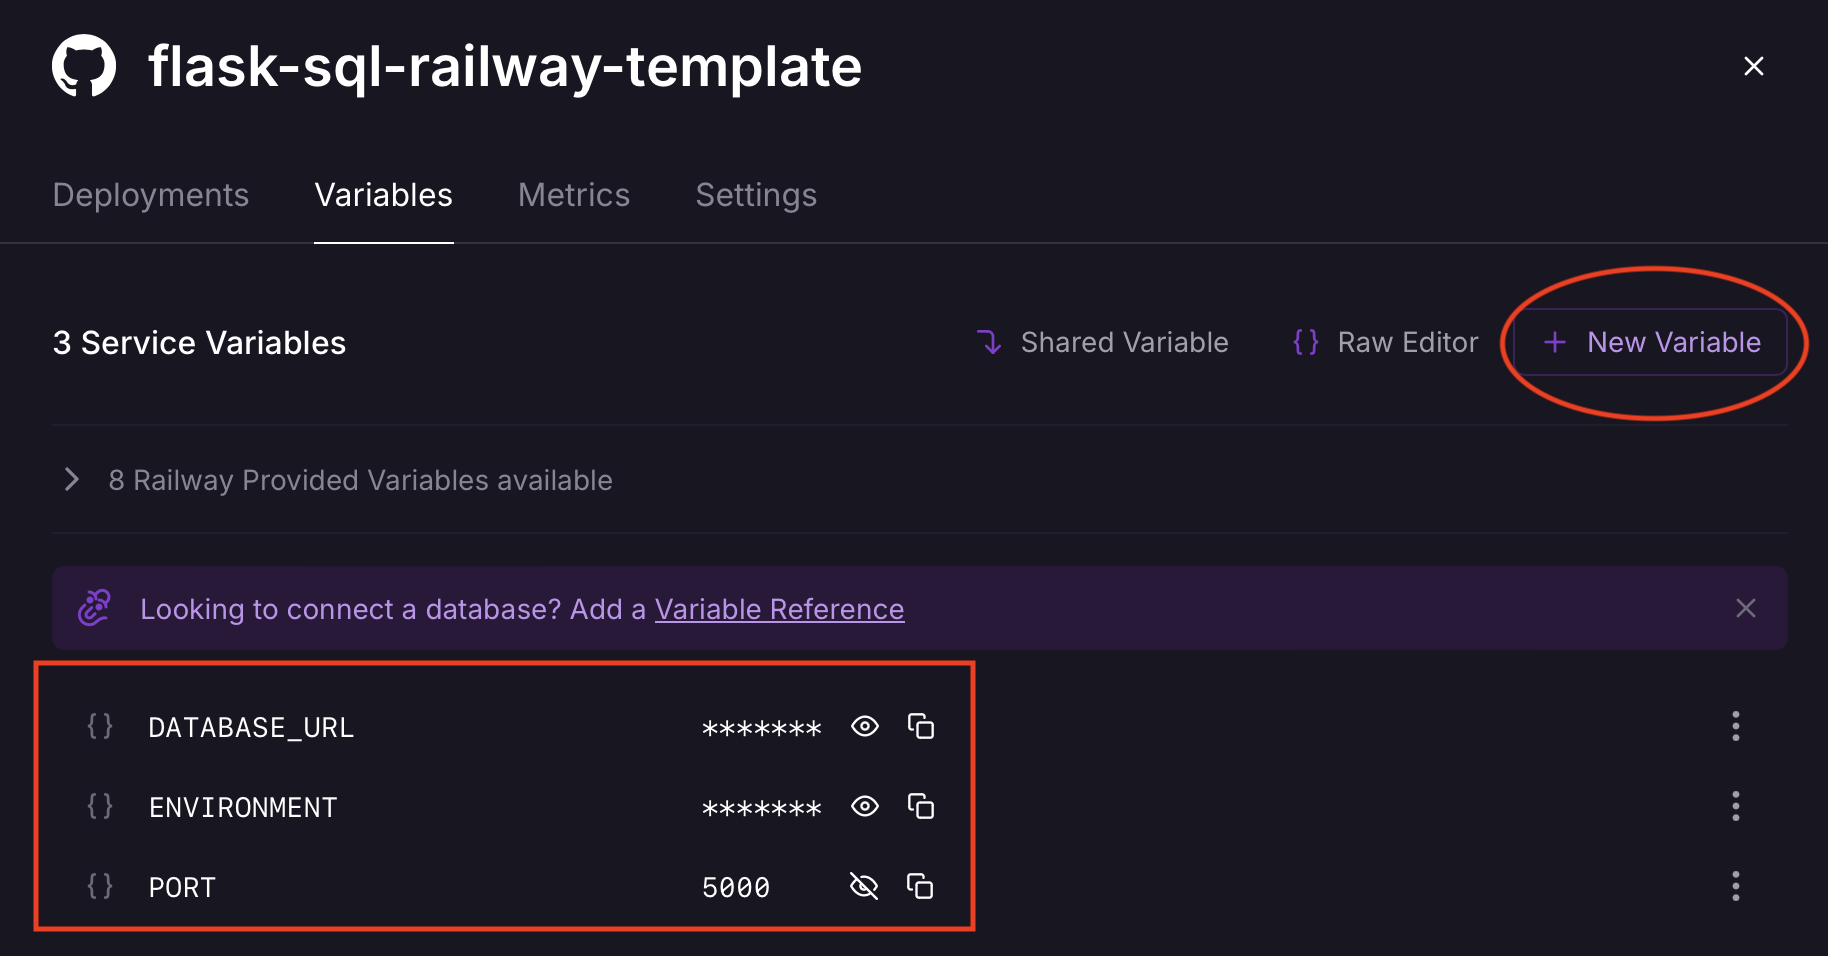 flask-sql-railway-template
Deployments Variables Metrics Settings
3 Service Variables Shared Variable {} Raw Editor + New Variable
8 Railway Provided Variables available
Looking to connect a database? Add a Variable Reference
{} DATABASE_URL *******
{} ENVIRONMENT *******
{} PORT 5000